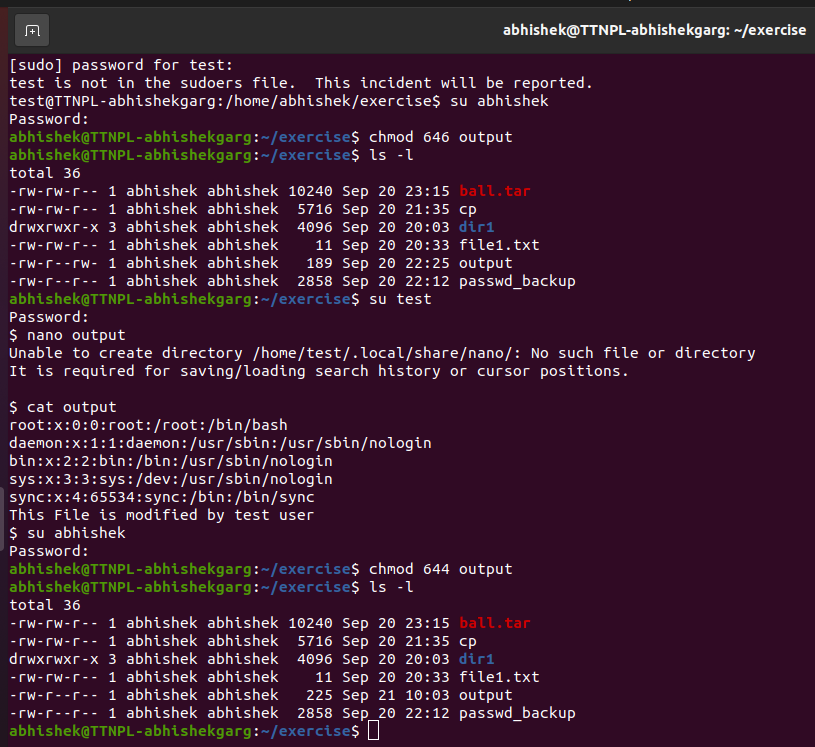 abhishek@TTNPL-abhishekgarg: ~/exercise
[sudo] password for test:
test is not in the sudoers file.  This incident will be reported.
test@TTNPL-abhishekgarg:/home/abhishek/exercise$ su abhishek
Password:
abhishek@TTNPL-abhishekgarg:~/exercise$ chmod 646 output
abhishek@TTNPL-abhishekgarg:~/exercise$ ls -l
total 36
-rw-rw-r-- 1 abhishek abhishek 10240 Sep 20 23:15 ball.tar
-rw-rw-r-- 1 abhishek abhishek  5716 Sep 20 21:35 cp
drwxrwxr-x 3 abhishek abhishek  4096 Sep 20 20:03 dir1
-rw-rw-r-- 1 abhishek abhishek    11 Sep 20 20:33 file1.txt
-rw-r--rw- 1 abhishek abhishek   189 Sep 20 22:25 output
-rw-r--r-- 1 abhishek abhishek  2858 Sep 20 22:12 passwd_backup
abhishek@TTNPL-abhishekgarg:~/exercise$ su test
Password:
$ nano output
Unable to create directory /home/test/.local/share/nano/: No such file or directory
It is required for saving/loading search history or cursor positions.
$ cat output
root:x:0:0:root:/root:/bin/bash
daemon:x:1:1:daemon:/usr/sbin:/usr/sbin/nologin
bin:x:2:2:bin:/bin:/usr/sbin/nologin
sys:x:3:3:sys:/dev:/usr/sbin/nologin
sync:x:4:65534:sync:/bin:/bin/sync
This File is modified by test user
$ su abhishek
Password:
abhishek@TTNPL-abhishekgarg:~/exercise$ chmod 644 output
abhishek@TTNPL-abhishekgarg:~/exercise$ ls -l
total 36
-rw-rw-r-- 1 abhishek abhishek 10240 Sep 20 23:15 ball.tar
-rw-rw-r-- 1 abhishek abhishek  5716 Sep 20 21:35 cp
drwxrwxr-x 3 abhishek abhishek  4096 Sep 20 20:03 dir1
-rw-rw-r-- 1 abhishek abhishek    11 Sep 20 20:33 file1.txt
-rw-r--r-- 1 abhishek abhishek   225 Sep 21 10:03 output
-rw-r--r-- 1 abhishek abhishek  2858 Sep 20 22:12 passwd_backup
abhishek@TTNPL-abhishekgarg:~/exercise$